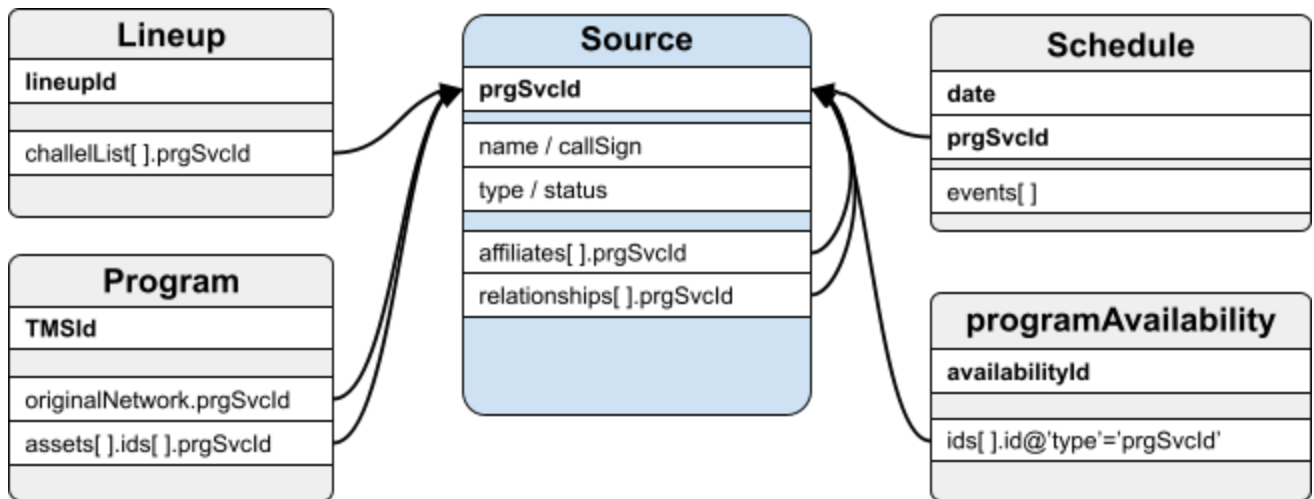 Lineup
lineupId
challelList[ ].prgSvcId
Program
TMSId
originalNetwork.prgSvcId
assets[ ].ids[ ].prgSvcId
Source
prgSvcId
name / callSign
type / status
affiliates[ ].prgSvcId
relationships[ ].prgSvcId
Schedule
date
prgSvcId
events[ ]
programAvailability
availabilityId
ids[ ].id@’type’=’prgSvcId’